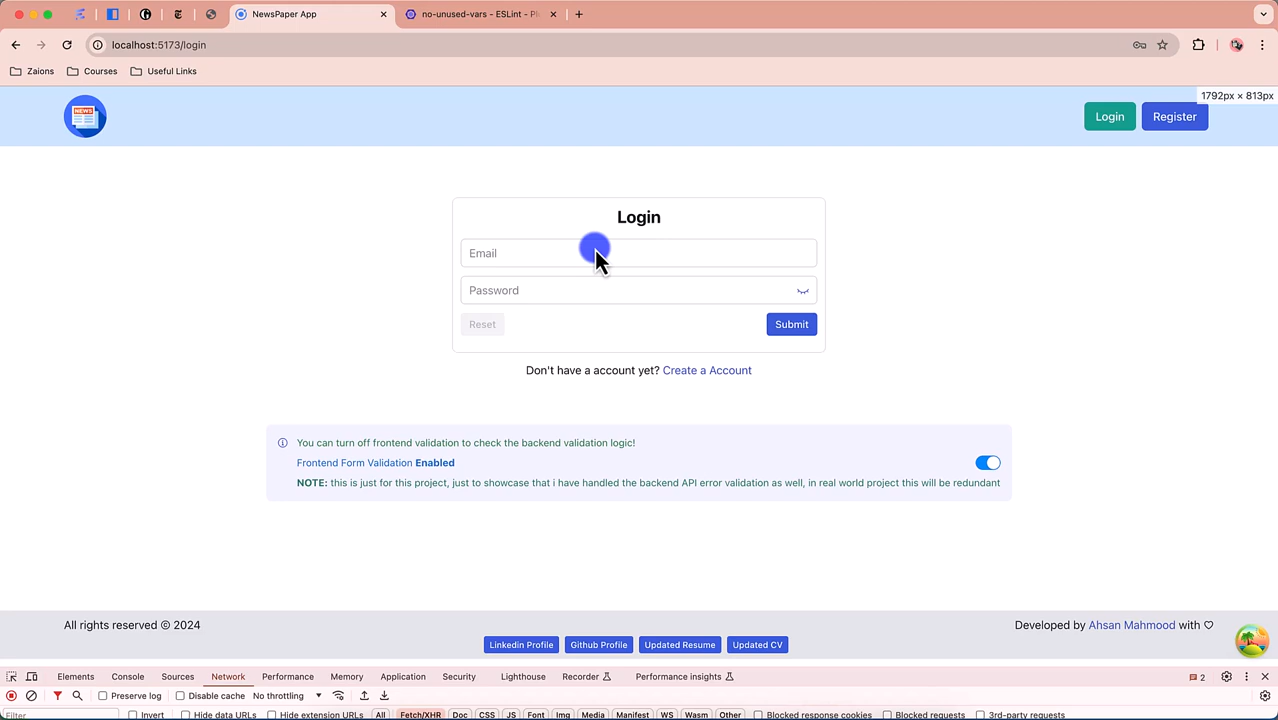 NewsPaper App
no-unused-vars - ESLint - Pl
localhost:5173/login
Zaions Courses Useful Links
1792px × 813px
NEWS
Login Register
Login
Email
Password
Reset Submit
Don't have a account yet? Create a Account
You can turn off frontend validation to check the backend validation logic!
Frontend Form Validation Enabled
NOTE: this is just for this project, just to showcase that i have handled the backend API error validation as well, in real world project this will be redundant
All rights reserved © 2024
Developed by Ahsan Mahmood with ♡
Linkedin Profile Github Profile Updated Resume Updated CV
Elements Console Sources Network Performance Memory Application Security Lighthouse Recorder Performance insights 2
Preserve log Disable cache No throttling
Filter Invert Hide data URLs Hide extension URLs All Fetch/XHR Doc CSS JS Font Img Media Manifest WS Wasm Other Blocked response cookies Blocked requests 3rd-party requests